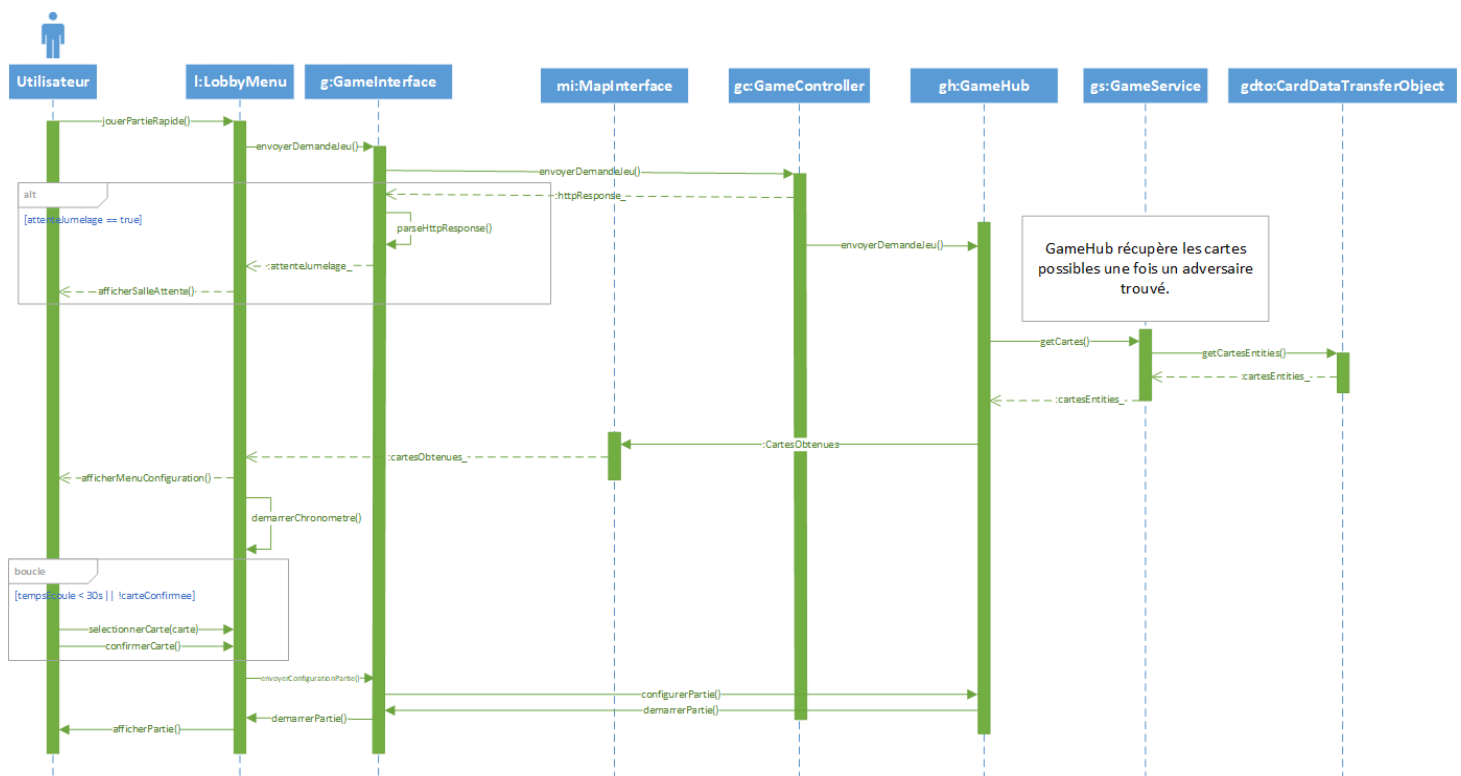 Utilisateur
l:LobbyMenu
g:GameInterface
mi:MapInterface
gc:GameController
gh:GameHub
gs:GameService
gdto:CardDataTransferObject
jouerPartieRapide()
envoyerDemandeJeu()
envoyerDemandeJeu()
alt
:httpResponse_
[attenteJumelage == true]
parseHttpResponse()
envoyerDemandeJeu()
:attenteJumelage_
afficherSalleAttente()
GameHub récupère les cartes
possibles une fois un adversaire
trouvé.
getCartes()
getCartesEntities()
:cartesEntities_
:cartesEntities_
:CartesObtenues
:cartesObtenues_
afficherMenuConfiguration()
demarrerChronometre()
boucle
[tempsEcoule < 30s || !carteConfirmee]
selectionnerCarte(carte)
confirmerCarte()
envoyerConfigurationPartie()
configurerPartie()
demarrerPartie()
demarrerPartie()
afficherPartie()